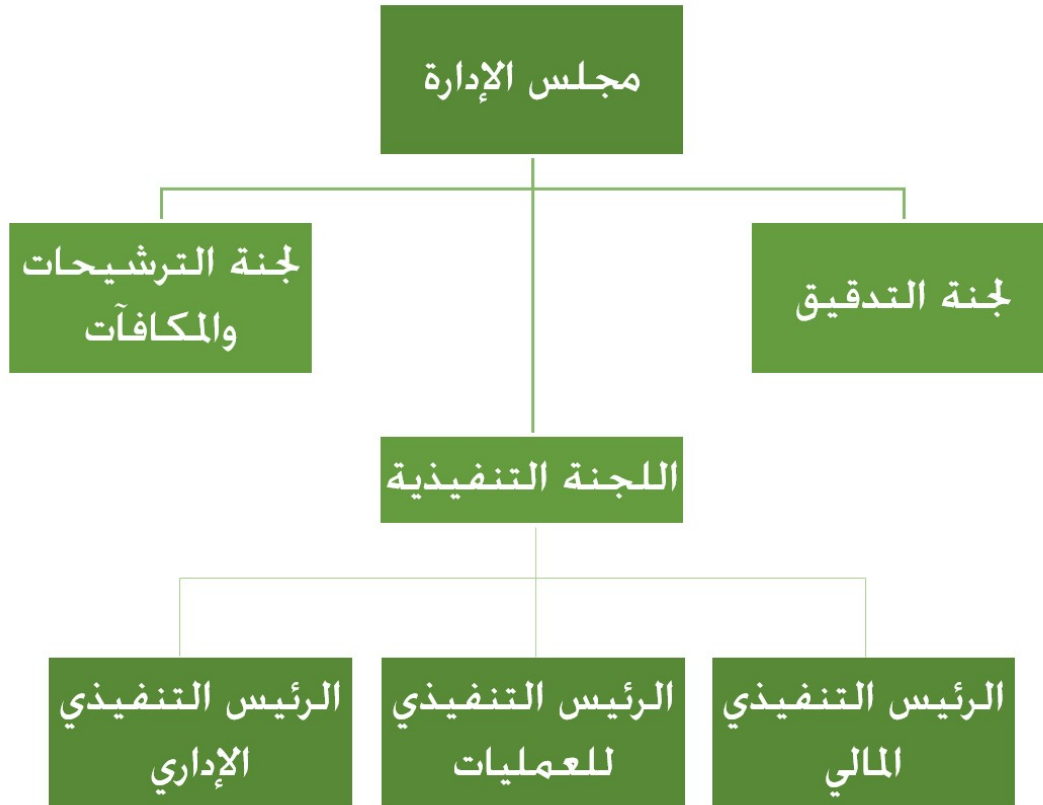 مجلس الإدارة
لجنة التدقيق
لجنة الترشيحات
والمكافآت
اللجنة التنفيذية
الرئيس التنفيذي
المالي
الرئيس التنفيذي
للعمليات
الرئيس التنفيذي
الإداري